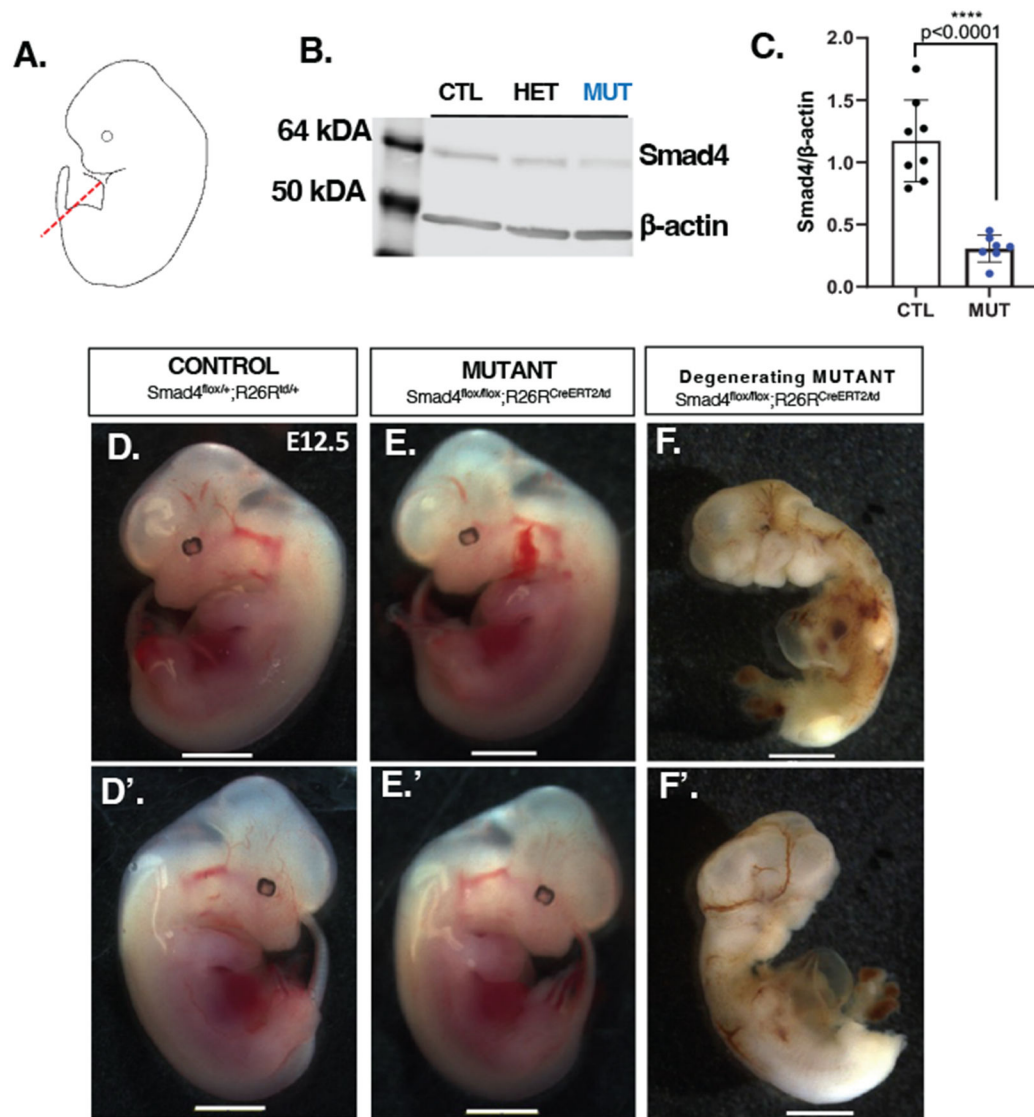 A.
B.
CTL HET MUT
64 kDA
50 kDA
Smad4
β-actin
C.
****
p<0.0001
Smad4/β-actin
2.0
1.5
1.0
0.5
0.0
CTL MUT
CONTROL
Smad4flox/+;R26Rtd/+
MUTANT
Smad4flox/flox;R26RCreERT2/td
Degenerating MUTANT
Smad4flox/flox;R26RCreERT2/td
D.
E12.5
E.
F.
D'.
E.'
F'.